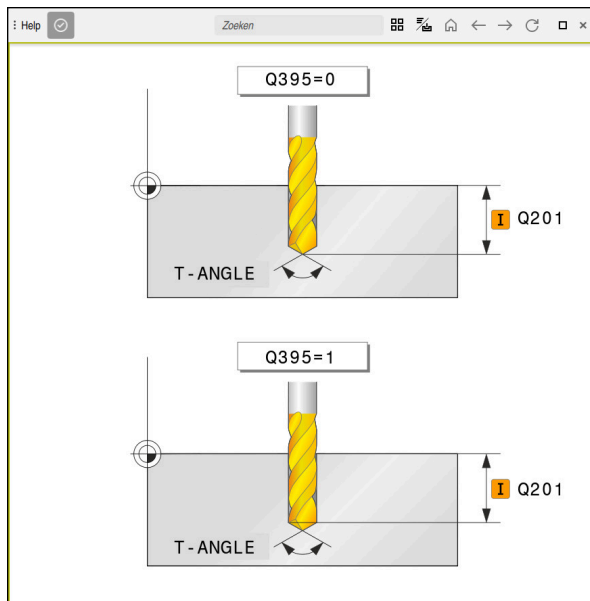 Help
Zoeken
Q395=0
I Q201
T-ANGLE
Q395=1
I Q201
T-ANGLE